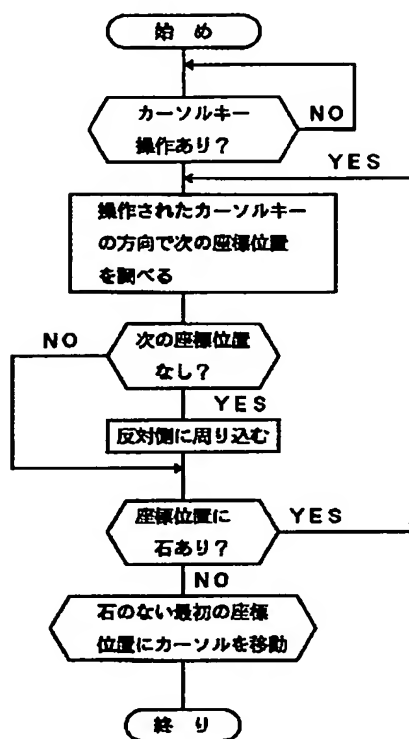 始め
カーソルキー
操作あり？
NO
YES
操作されたカーソルキー
の方向で次の座標位置
を調べる
NO
次の座標位置
なし？
YES
反対側に周り込む
座標位置に
石あり？
YES
NO
石のない最初の座標
位置にカーソルを移動
終り